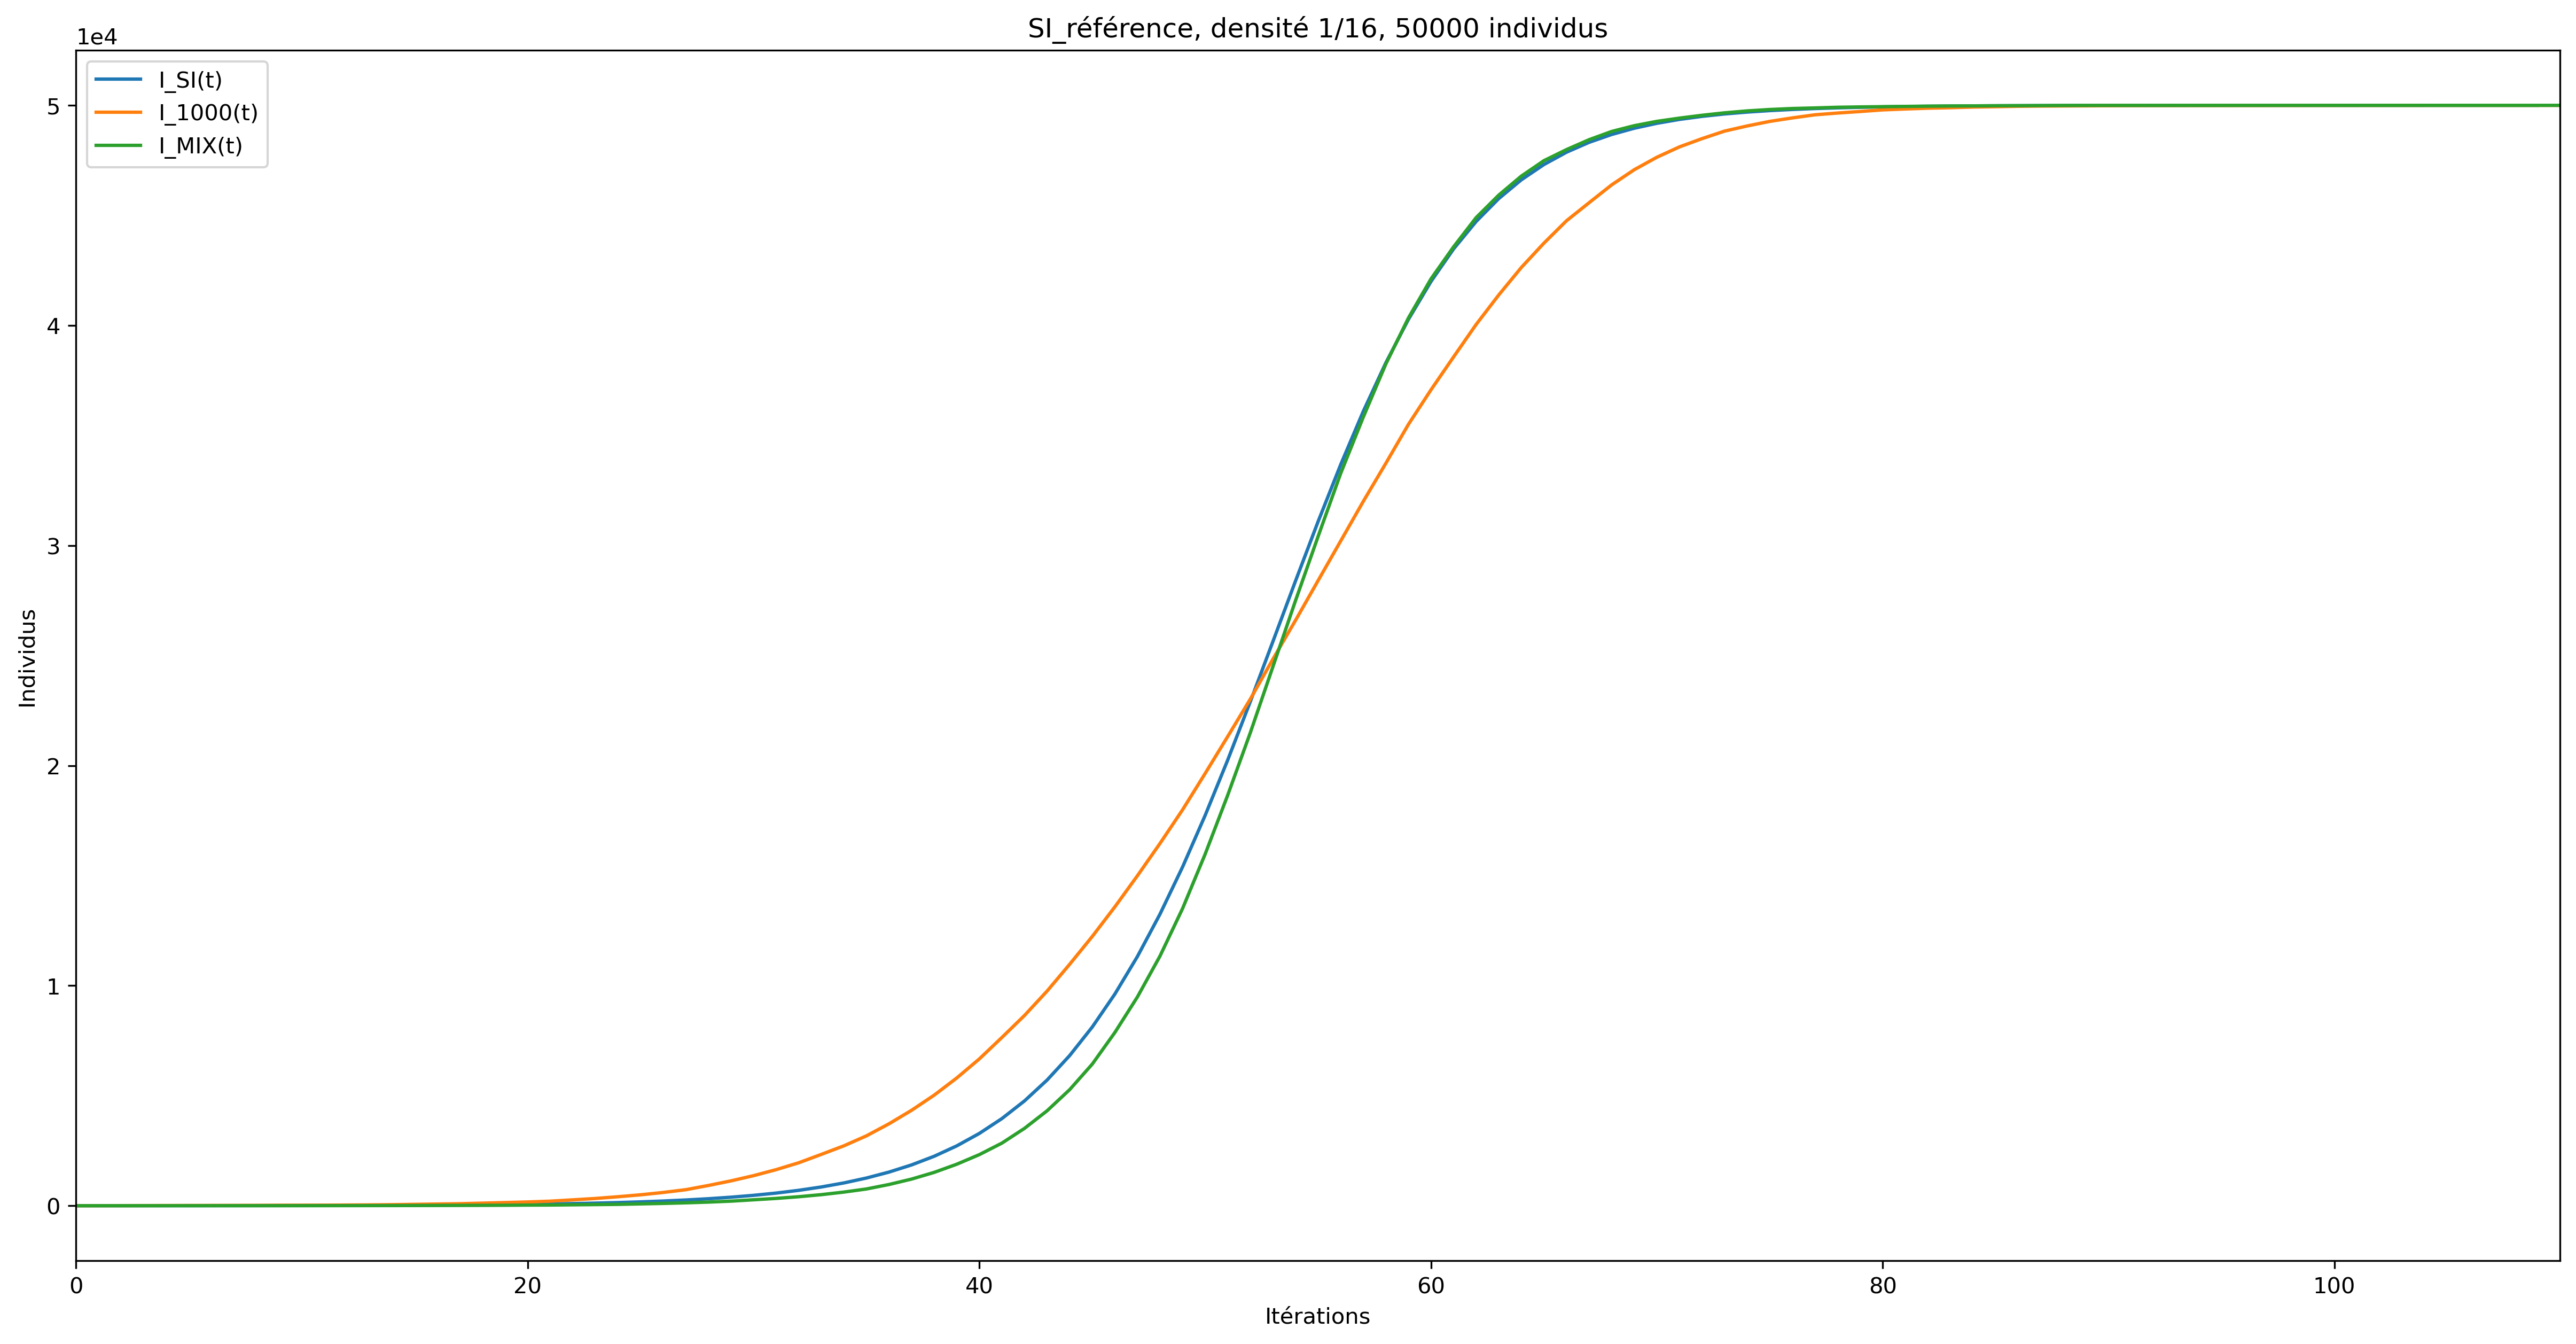 SI_référence, densité 1/16, 50000 individus
1e4
I_SI(t)
I_1000(t)
I_MIX(t)
5
4
3
2
1
0
Individus
0 20 40 60 80 100
Itérations